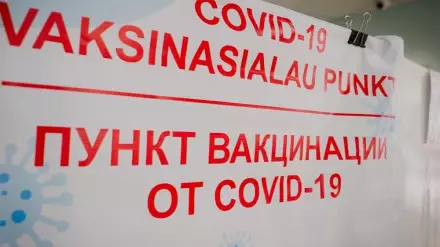 COVID-19
VAKSINASIALAU PUNKT
ПУНКТ ВАКЦИНАЦИИ
ОТ COVID-19